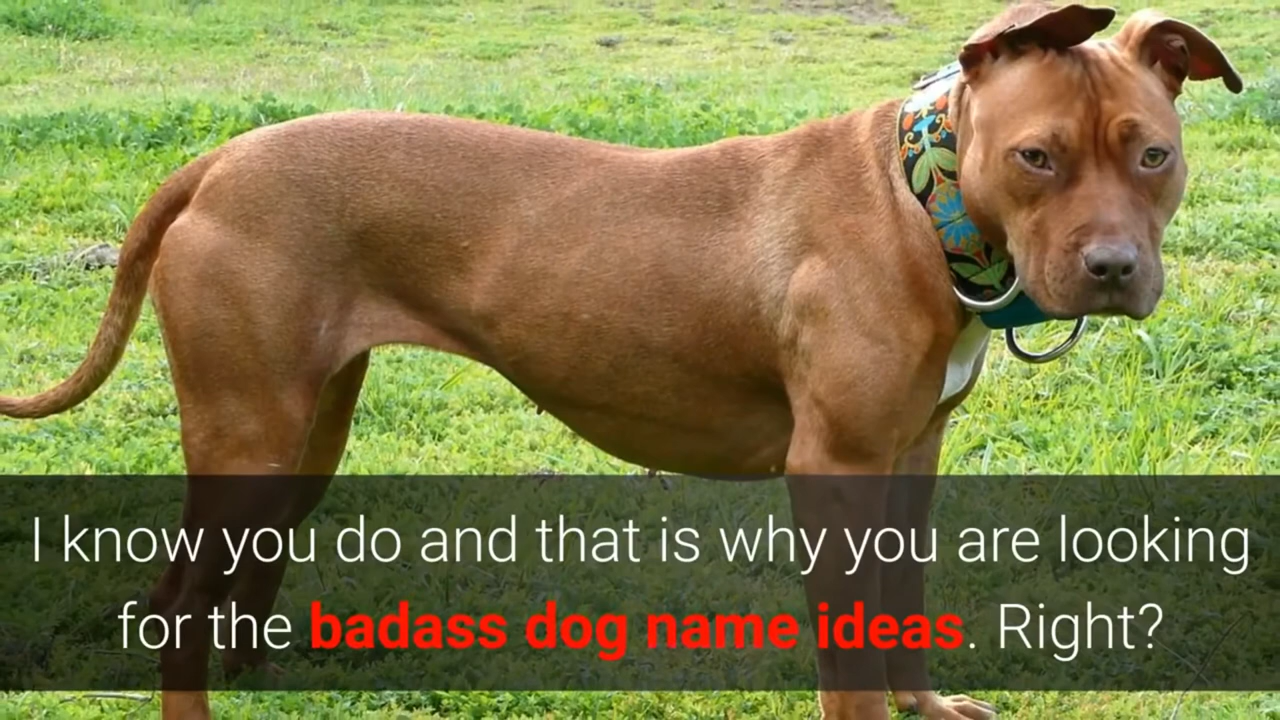 I know you do and that is why you are looking
for the badass dog name ideas. Right?